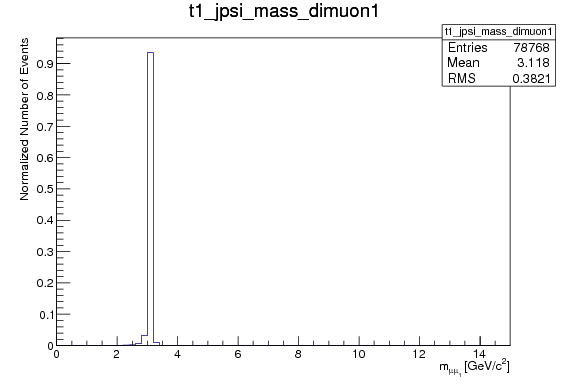 t1_jpsi_mass_dimuon1
t1_jpsi_mass_dimuon1
Entries 78768
Mean 3.118
RMS 0.3821
Normalized Number of Events
0.9
0.8
0.7
0.6
0.5
0.4
0.3
0.2
0.1
0
0 2 4 6 8 10 12 14
m_μμ_1 [GeV/c²]